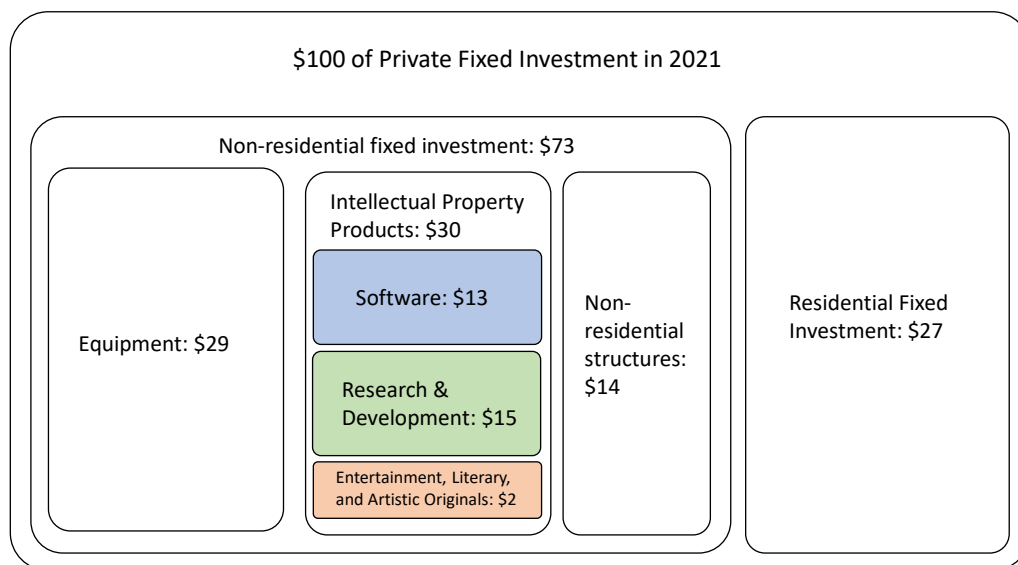 $100 of Private Fixed Investment in 2021
Non-residential fixed investment: $73
Equipment: $29
Intellectual Property
Products: $30
Software: $13
Research &
Development: $15
Entertainment, Literary,
and Artistic Originals: $2
Non-
residential
structures:
$14
Residential Fixed
Investment: $27